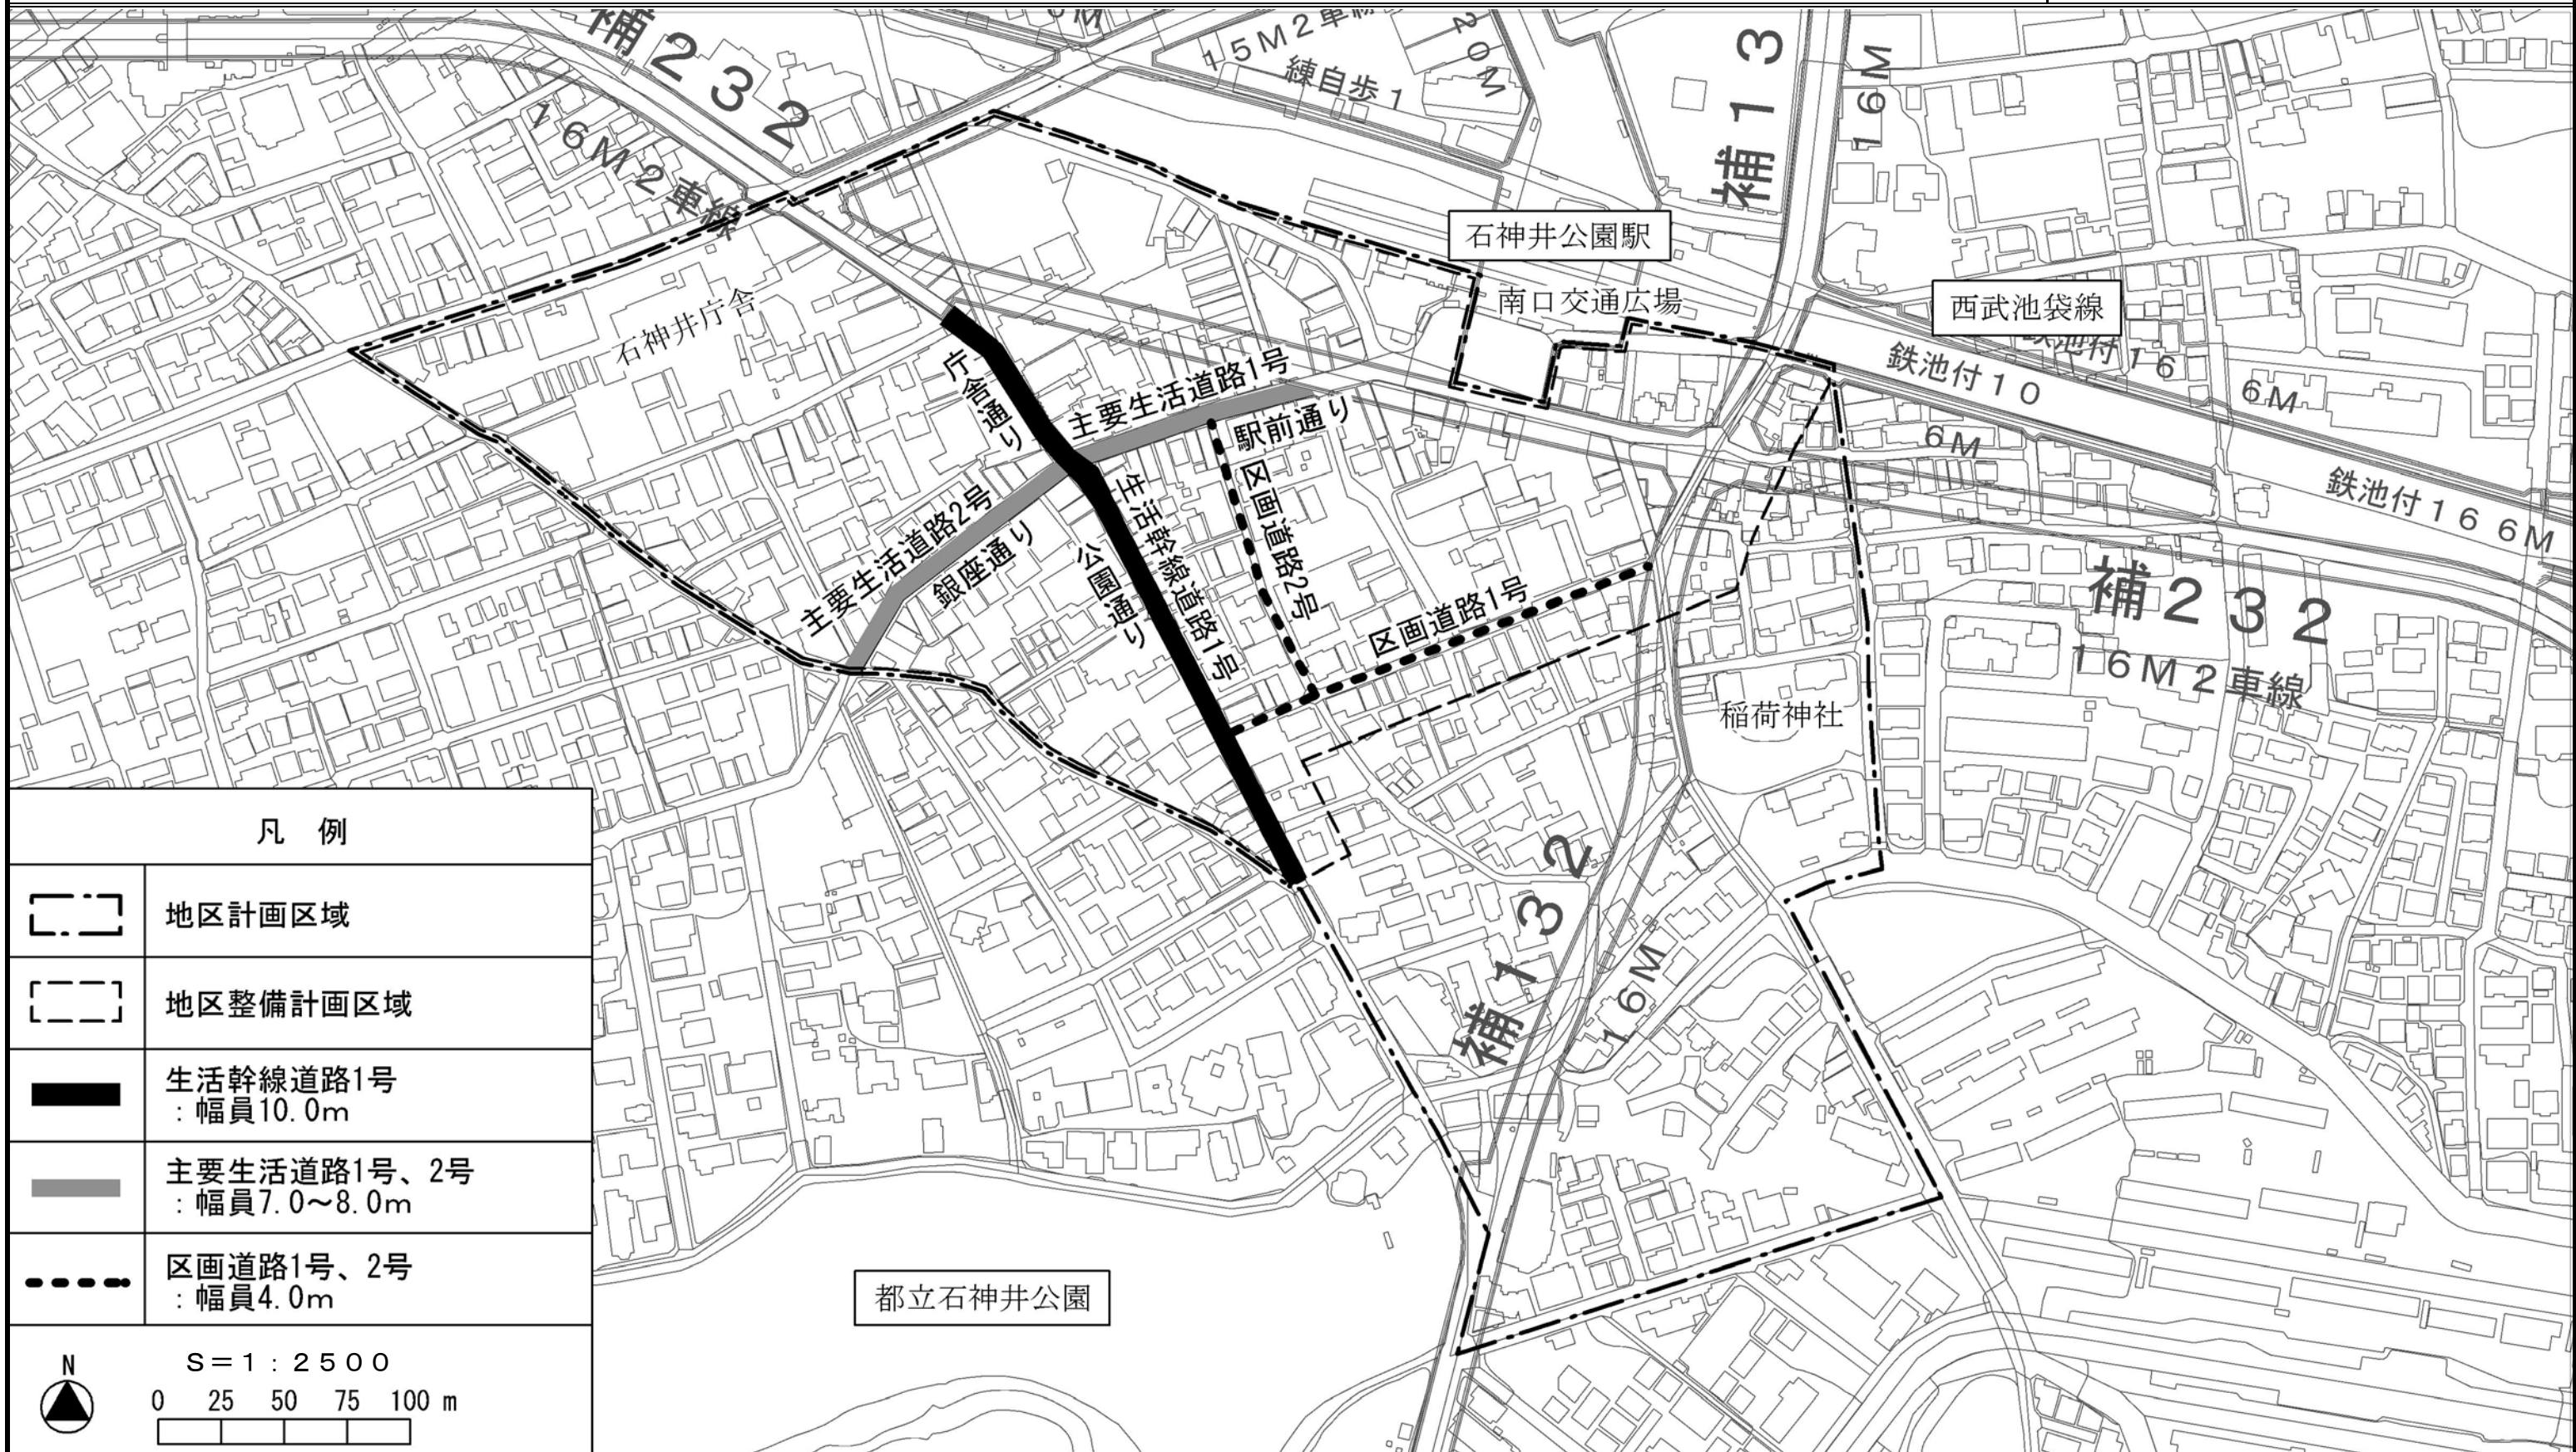 補232
16M2車線
15M2車線
練自歩1
20M
補13
16M
石神井公園駅
南口交通広場
西武池袋線
鉄池付10
6M
鉄池付16
6M
鉄池付16 6M
石神井庁舎
庁舎通り
主要生活道路1号
駅前通り
区画道路2号
生活幹線道路1号
公園通り
主要生活道路2号
銀座通り
区画道路1号
補232
16M2車線
稲荷神社
補132
16M
都立石神井公園
凡 例
地区計画区域
地区整備計画区域
生活幹線道路1号
:幅員10.0m
主要生活道路1号、2号
:幅員7.0~8.0m
区画道路1号、2号
:幅員4.0m
N
S=1:2500
0 25 50 75 100 m